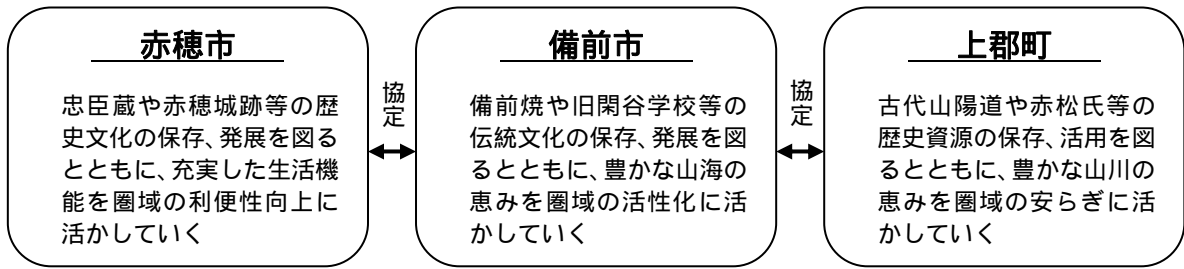 赤穂市
忠臣蔵や赤穂城跡等の歴
史文化の保存、発展を図る
とともに、充実した生活機
能を圏域の利便性向上に
活かしていく
協定
備前市
備前焼や旧閑谷学校等の
伝統文化の保存、発展を図
るとともに、豊かな山海の
恵みを圏域の活性化に活
かしていく
協定
上郡町
古代山陽道や赤松氏等の
歴史資源の保存、活用を図
るとともに、豊かな山川の
恵みを圏域の安らぎに活
かしていく